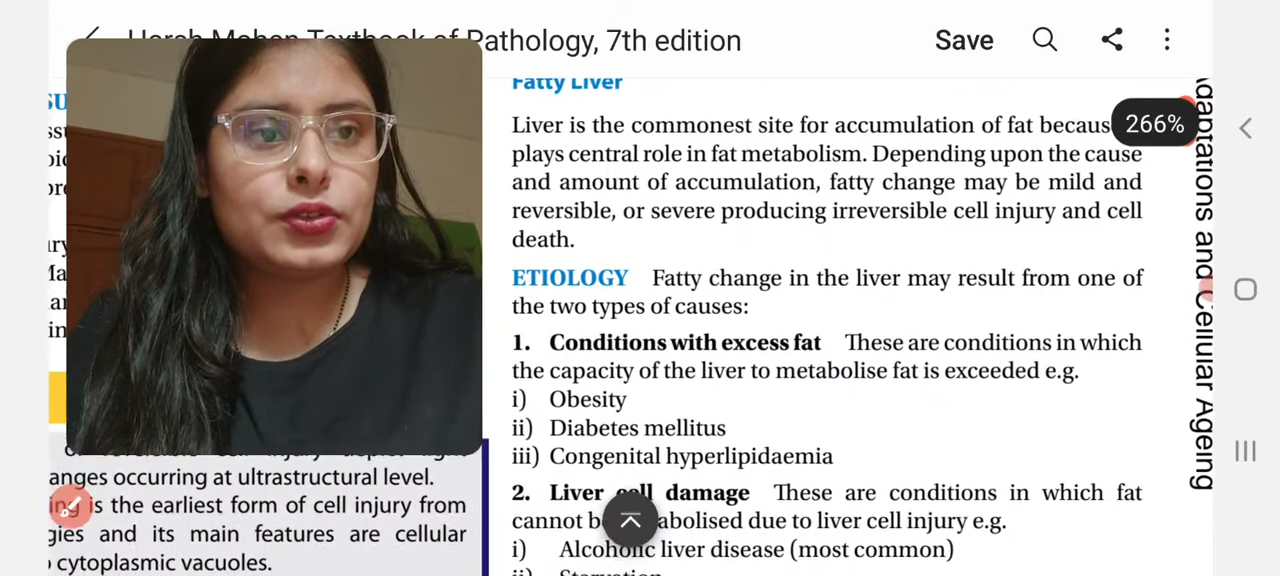 Harsh Mohan Textbook of Pathology, 7th edition
Save
266%
Fatty Liver
Liver is the commonest site for accumulation of fat becaus
plays central role in fat metabolism. Depending upon the cause
and amount of accumulation, fatty change may be mild and
reversible, or severe producing irreversible cell injury and cell
death.
ETIOLOGY Fatty change in the liver may result from one of
the two types of causes:
1. Conditions with excess fat These are conditions in which
the capacity of the liver to metabolise fat is exceeded e.g.
i) Obesity
ii) Diabetes mellitus
iii) Congenital hyperlipidaemia
2. Liver cell damage These are conditions in which fat
cannot be metabolised due to liver cell injury e.g.
i) Alcoholic liver disease (most common)
ii) Starvation
anges occurring at ultrastructural level.
is the earliest form of cell injury from
gies and its main features are cellular
cytoplasmic vacuoles.
daptations and Cellular Ageing